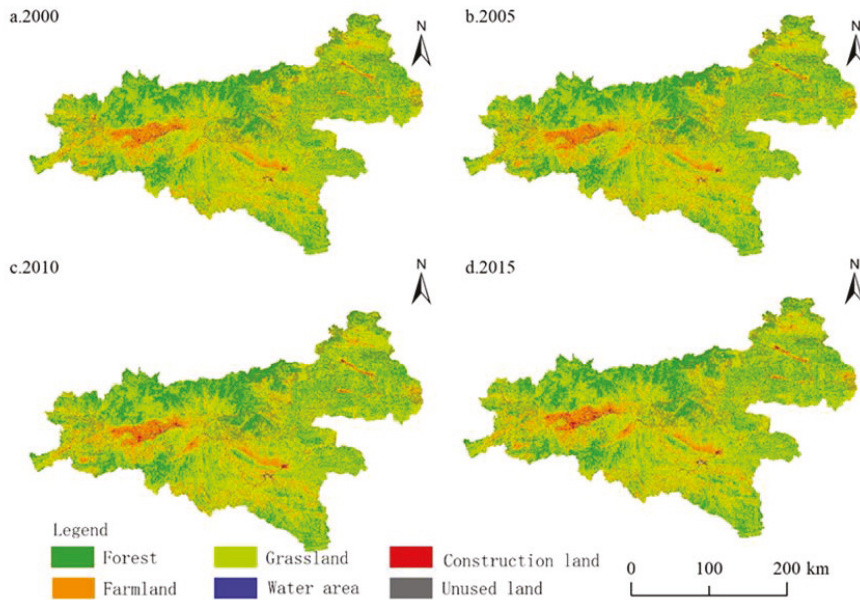 a.2000
N
b.2005
N
c.2010
N
d.2015
N
Legend
Forest
Grassland
Construction land
Farmland
Water area
Unused land
0 100 200 km